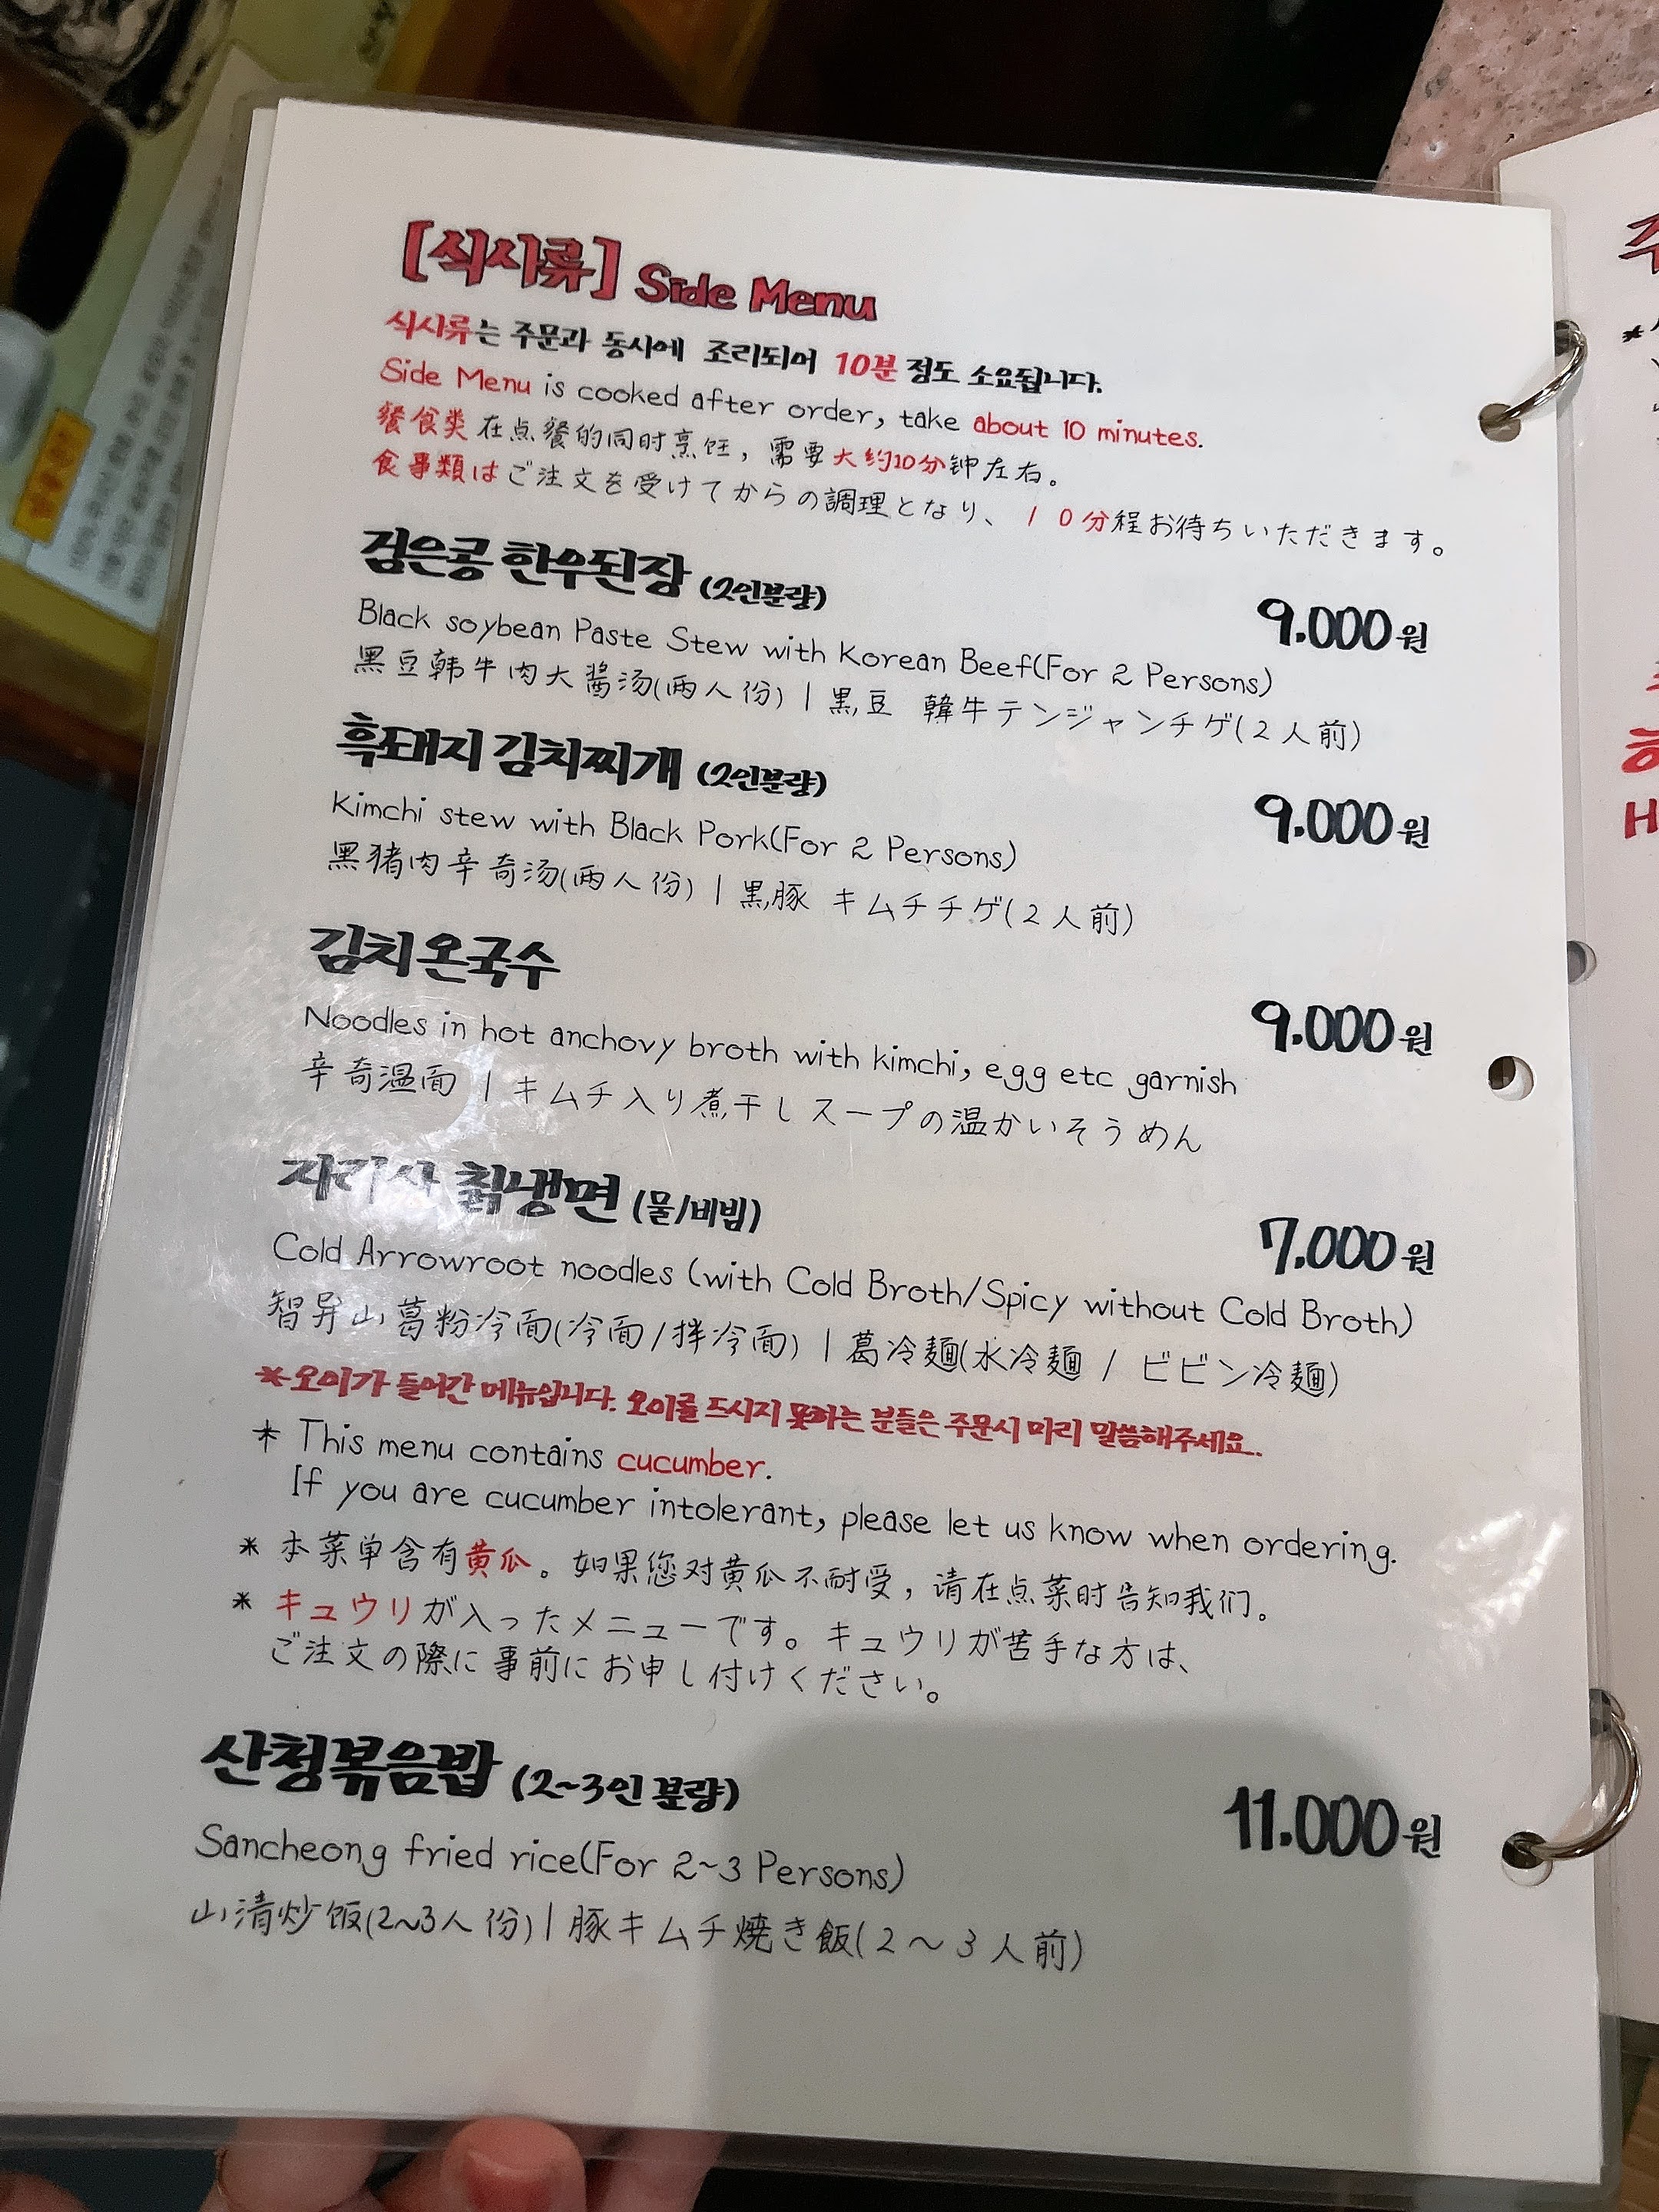 [식사류] Side Menu
식사류는 주문과 동시에 조리되어 10분 정도 소요됩니다.
Side Menu is cooked after order, take about 10 minutes.
餐食类在点餐的同时烹饪，需要大约10分钟左右。
食事類はご注文を受けてからの調理となり、10分程お待ちいただきます。
검은콩 한우된장 (2인분량)
9.000원
Black soybean Paste Stew with Korean Beef(For 2 Persons)
黑豆韩牛肉大酱汤(两人份) | 黒豆 韓牛テンジャンチゲ(2人前)
흑돼지 김치찌개 (2인분량)
9.000원
Kimchi stew with Black Pork(For 2 Persons)
黑猪肉辛奇汤(两人份) | 黒豚 キムチチゲ(2人前)
김치온국수
9.000원
Noodles in hot anchovy broth with kimchi, egg etc garnish
辛奇温面 | キムチ入り煮干しスープの温かいそうめん
지리산 칡냉면 (물/비빔)
7.000원
Cold Arrowroot noodles (with Cold Broth/Spicy without Cold Broth)
智异山葛粉冷面(冷面/拌冷面) | 葛冷麺(水冷麺 / ビビン冷麺)
*오이가 들어간 메뉴입니다. 오이를 드시지 못하는 분들은 주문시 미리 말씀해주세요.
* This menu contains cucumber.
If you are cucumber intolerant, please let us know when ordering.
* 本菜单含有黄瓜。如果您对黄瓜不耐受，请在点菜时告知我们。
* キュウリが入ったメニューです。キュウリが苦手な方は、
ご注文の際に事前にお申し付けください。
산청볶음밥 (2~3인 분량)
11.000원
Sancheong fried rice(For 2~3 Persons)
山清炒饭(2~3人份) | 豚キムチ焼き飯(2～3人前)